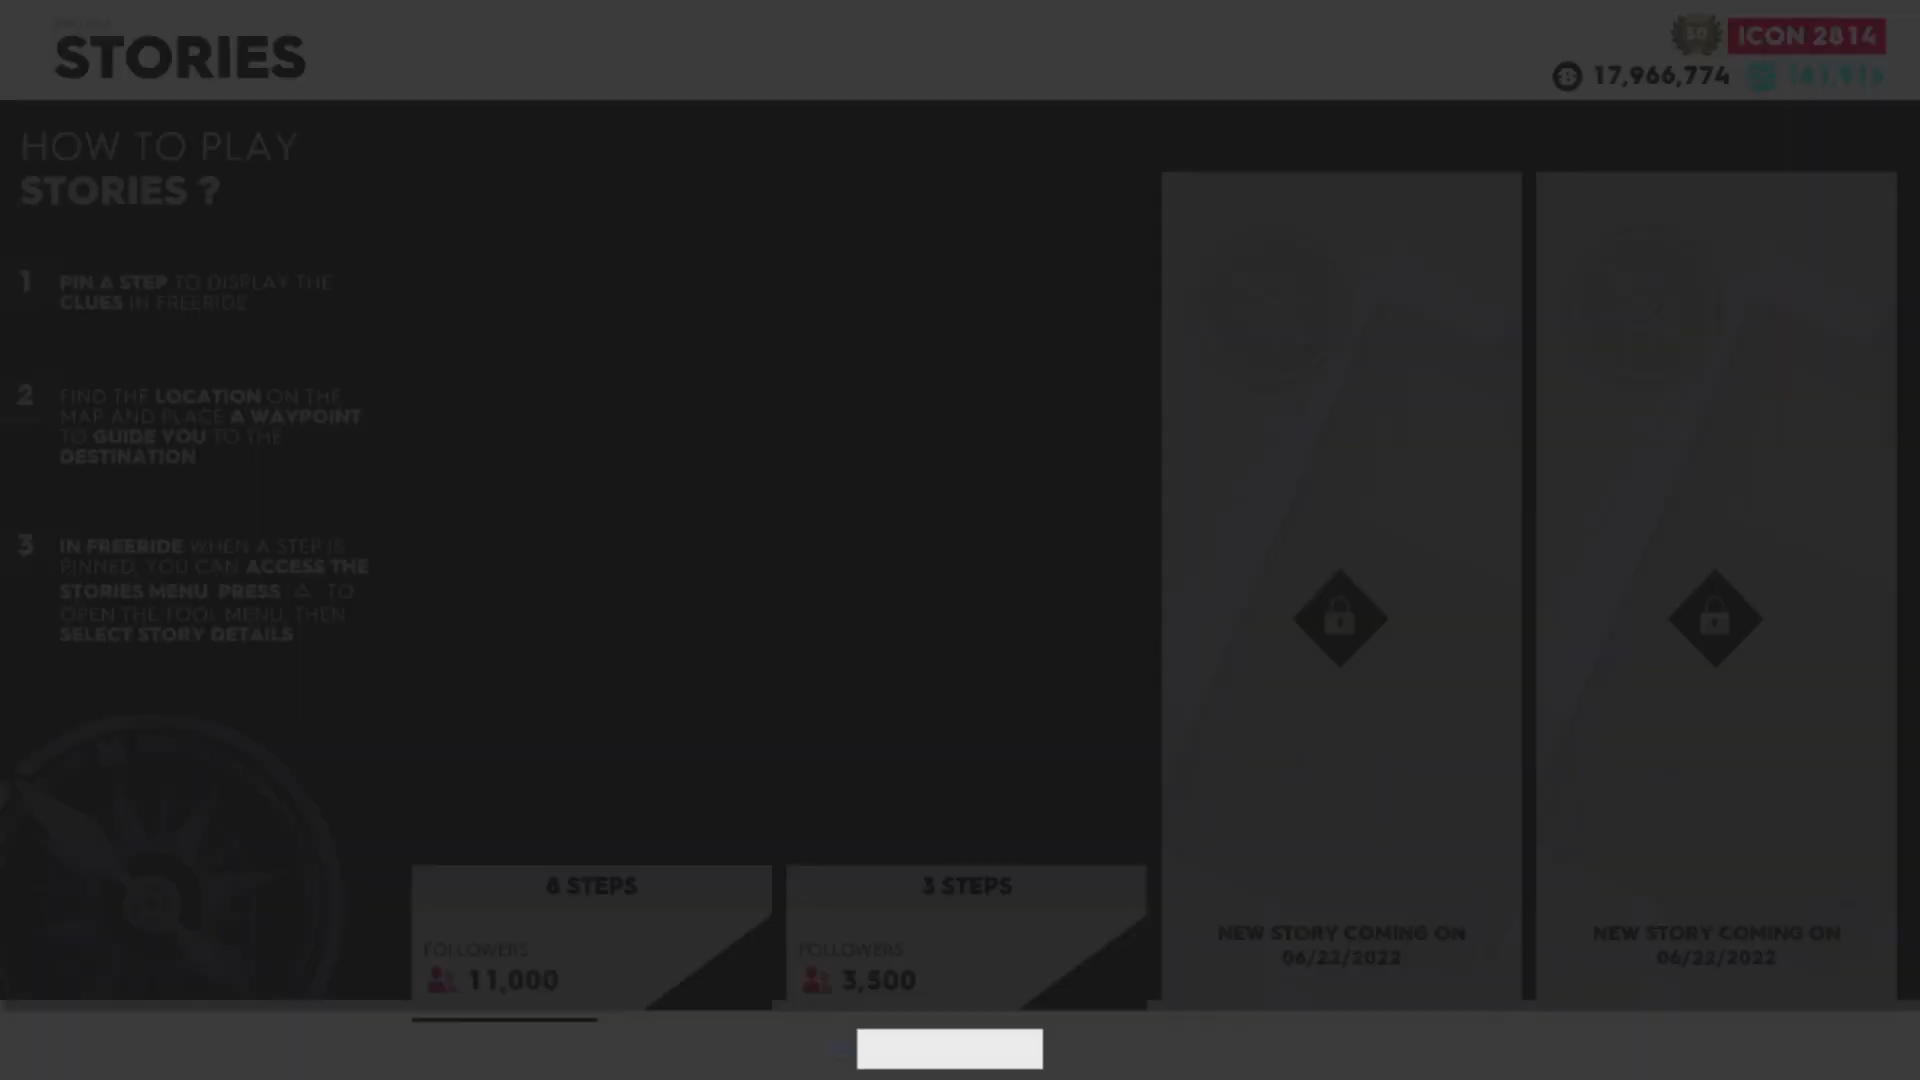 STORIES
50
ICON 2814
17,966,774
HOW TO PLAY
STORIES ?
1
PIN A STEP TO DISPLAY THE
CLUES IN FREERIDE
2
FIND THE LOCATION ON THE
MAP AND PLACE A WAYPOINT
TO GUIDE YOU TO THE
DESTINATION
3
IN FREERIDE WHEN A STEP IS
PINNED, YOU CAN ACCESS THE
STORIES MENU. PRESS △ TO
OPEN THE TOOL MENU, THEN
SELECT STORY DETAILS
6 STEPS
FOLLOWERS
11,000
3 STEPS
FOLLOWERS
3,500
NEW STORY COMING ON
06/22/2022
NEW STORY COMING ON
06/22/2022